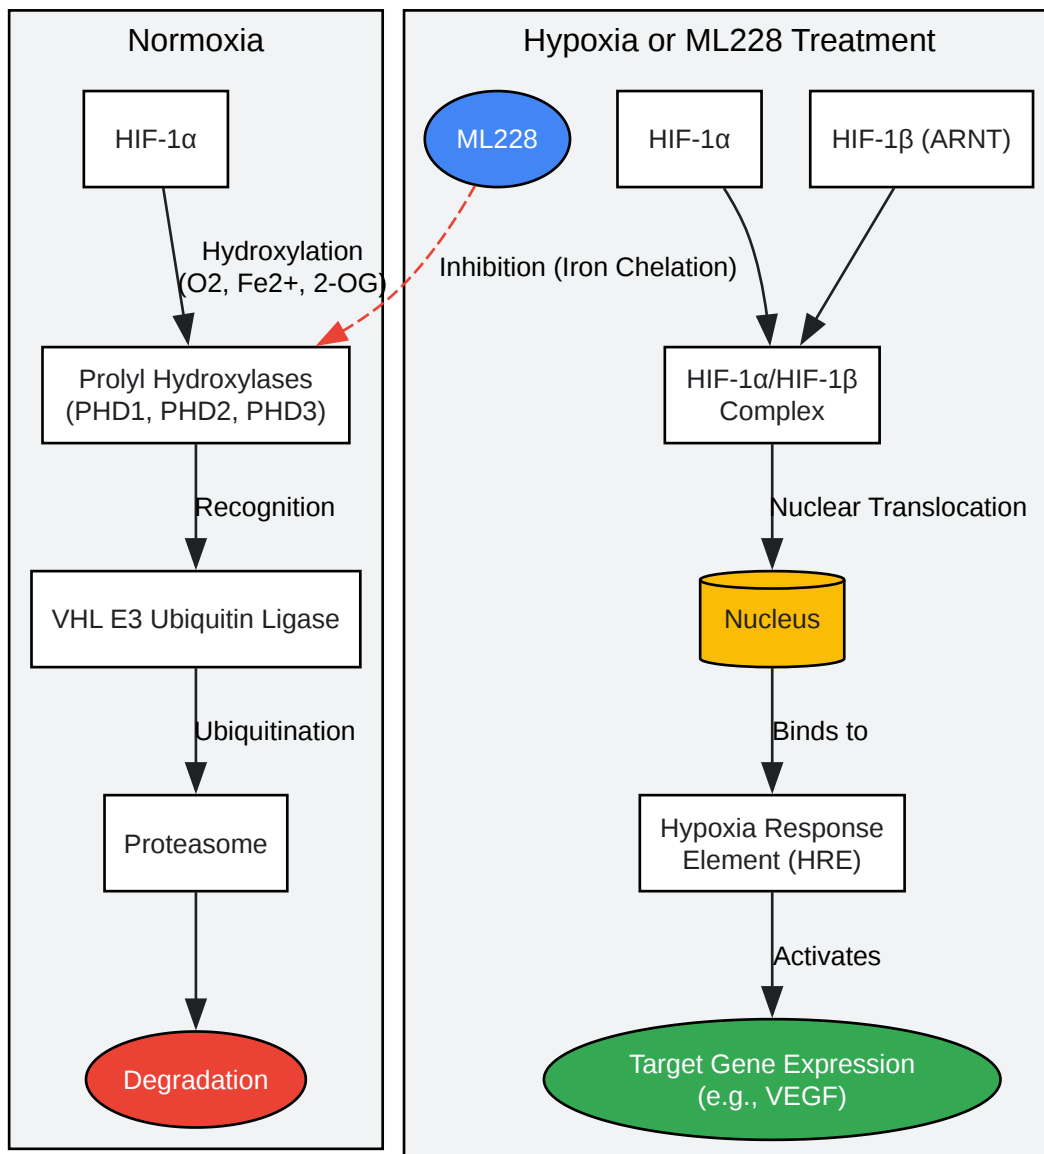 Normoxia
HIF-1α
Hydroxylation
(O2, Fe2+, 2-OG)
Prolyl Hydroxylases
(PHD1, PHD2, PHD3)
Recognition
VHL E3 Ubiquitin Ligase
Ubiquitination
Proteasome
Degradation
Hypoxia or ML228 Treatment
ML228
HIF-1α
HIF-1β (ARNT)
Inhibition (Iron Chelation)
HIF-1α/HIF-1β
Complex
Nuclear Translocation
Nucleus
Binds to
Hypoxia Response
Element (HRE)
Activates
Target Gene Expression
(e.g., VEGF)